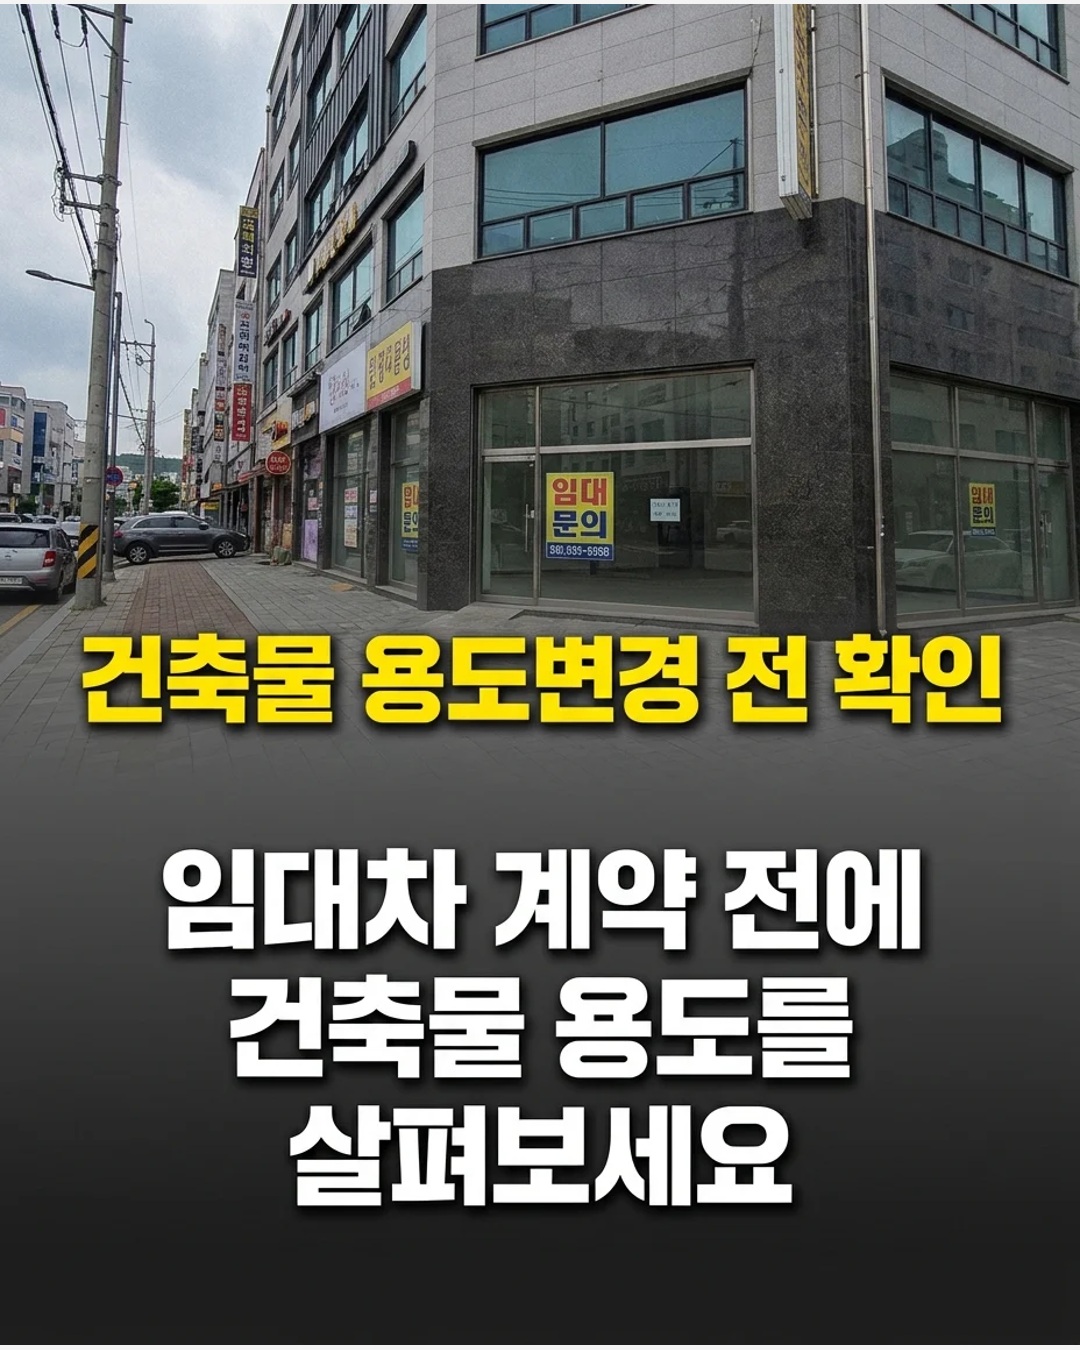 임대
문의
임대
문의
건축물 용도변경 전 확인
임대차 계약 전에
건축물 용도를
살펴보세요